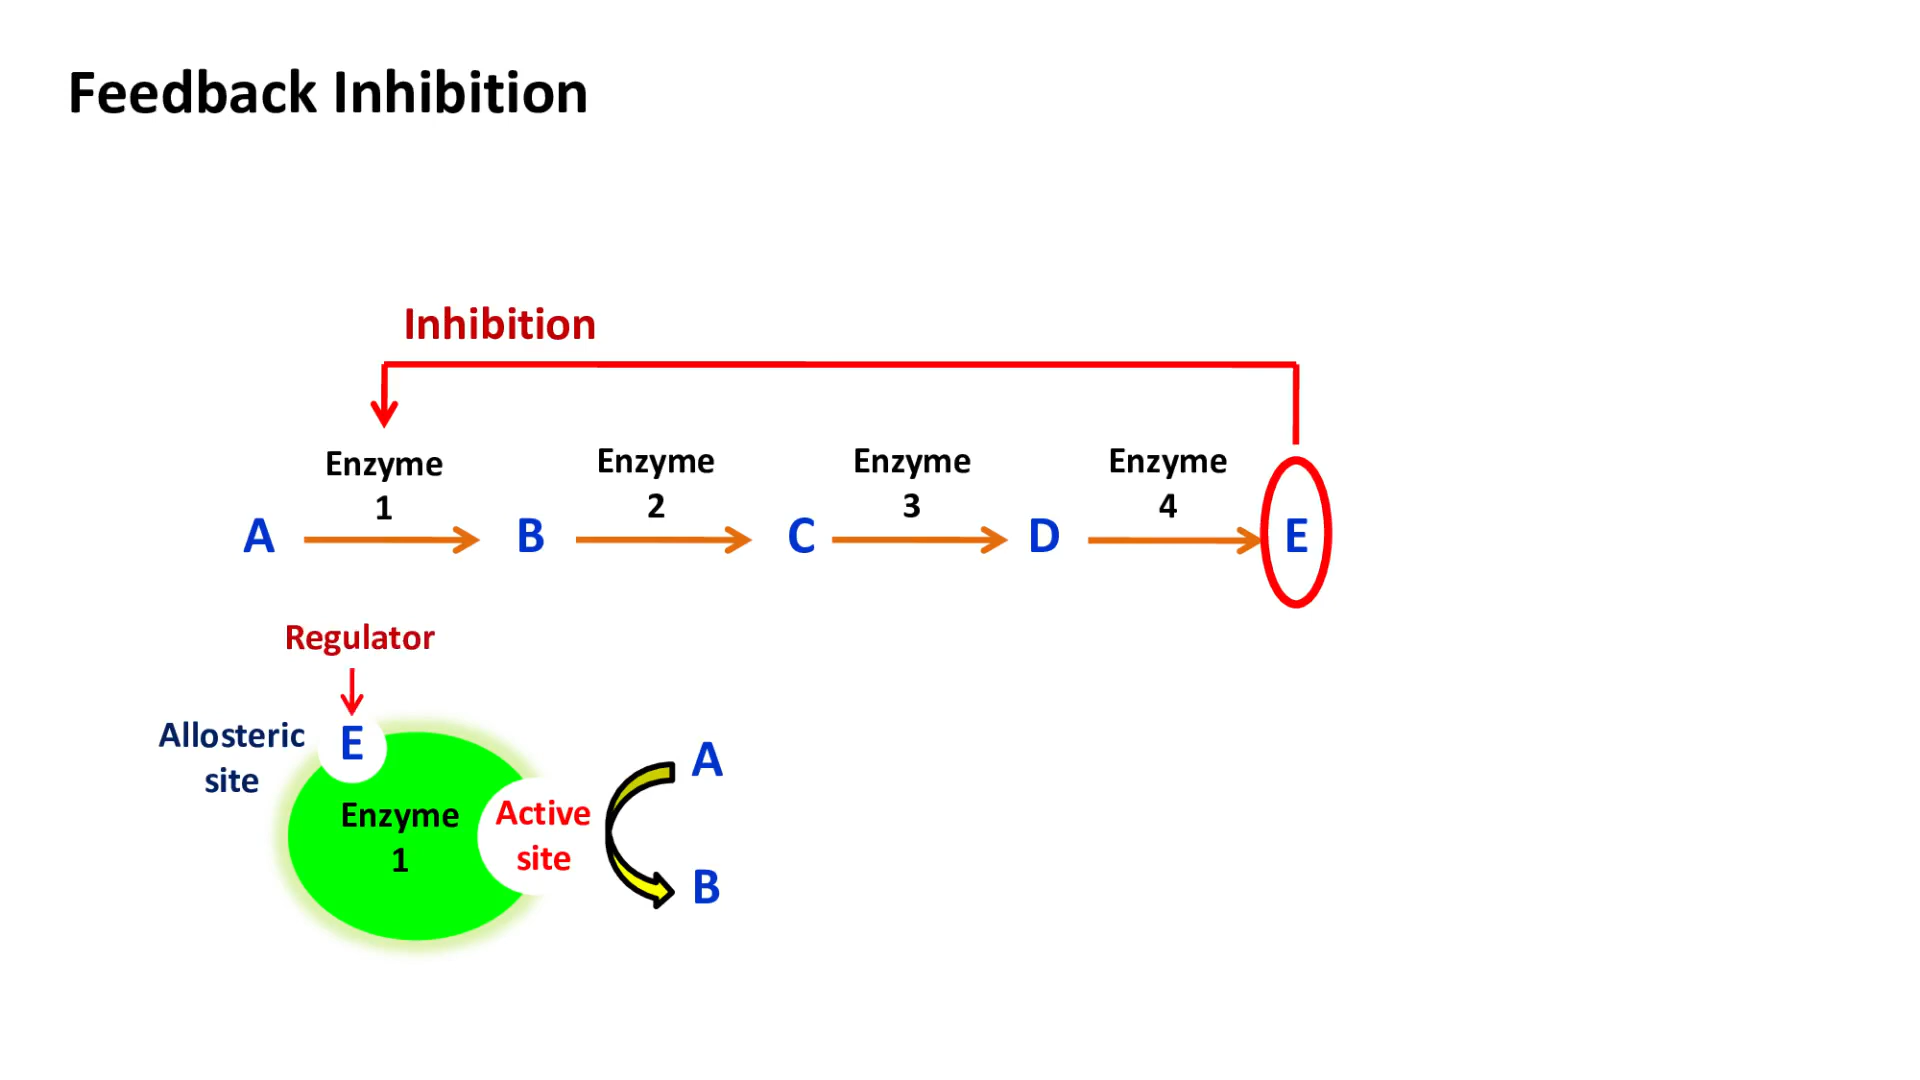 Feedback Inhibition
Inhibition
Enzyme
1
Enzyme
2
Enzyme
3
Enzyme
4
A
B
C
D
E
Regulator
Allosteric
site
E
Enzyme
1
Active
site
A
B